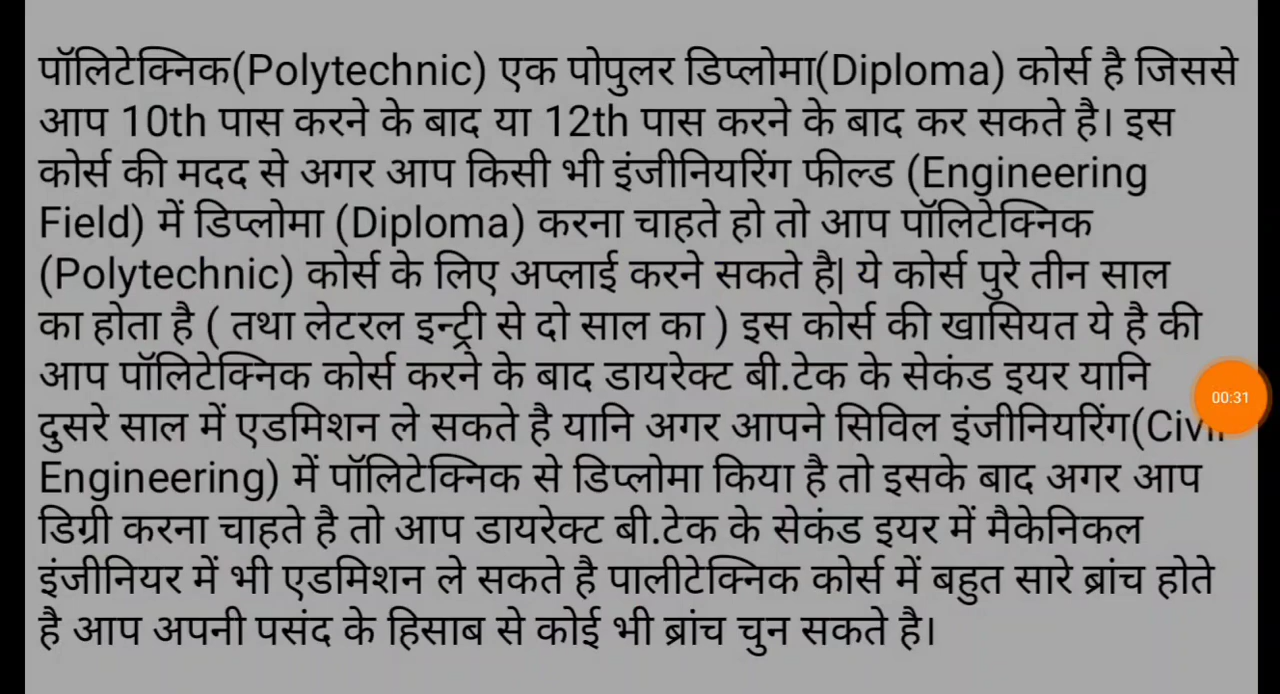 पॉलिटेक्निक(Polytechnic) एक पोपुलर डिप्लोमा(Diploma) कोर्स है जिससे
आप 10th पास करने के बाद या 12th पास करने के बाद कर सकते है। इस
कोर्स की मदद से अगर आप किसी भी इंजीनियरिंग फील्ड (Engineering
Field) में डिप्लोमा (Diploma) करना चाहते हो तो आप पॉलिटेक्निक
(Polytechnic) कोर्स के लिए अप्लाई करने सकते है| ये कोर्स पुरे तीन साल
का होता है ( तथा लेटरल इन्ट्री से दो साल का ) इस कोर्स की खासियत ये है की
आप पॉलिटेक्निक कोर्स करने के बाद डायरेक्ट बी.टेक के सेकंड इयर यानि
00:31
दुसरे साल में एडमिशन ले सकते है यानि अगर आपने सिविल इंजीनियरिंग(Civil
Engineering) में पॉलिटेक्निक से डिप्लोमा किया है तो इसके बाद अगर आप
डिग्री करना चाहते है तो आप डायरेक्ट बी.टेक के सेकंड इयर में मैकेनिकल
इंजीनियर में भी एडमिशन ले सकते है पालीटेक्निक कोर्स में बहुत सारे ब्रांच होते
है आप अपनी पसंद के हिसाब से कोई भी ब्रांच चुन सकते है।